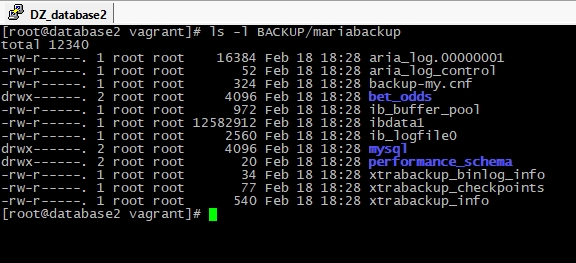 DZ_database2
[root@database2 vagrant]# ls -l BACKUP/mariabackup
total 12340
-rw-r-----. 1 root root    16384 Feb 18 18:28 aria_log.00000001
-rw-r-----. 1 root root       52 Feb 18 18:28 aria_log_control
-rw-r-----. 1 root root      324 Feb 18 18:28 backup-my.cnf
drwx------. 2 root root     4096 Feb 18 18:28 bet_odds
-rw-r-----. 1 root root      972 Feb 18 18:28 ib_buffer_pool
-rw-r-----. 1 root root 12582912 Feb 18 18:28 ibdata1
-rw-r-----. 1 root root     2560 Feb 18 18:28 ib_logfile0
drwx------. 2 root root     4096 Feb 18 18:28 mysql
drwx------. 2 root root       20 Feb 18 18:28 performance_schema
-rw-r-----. 1 root root       34 Feb 18 18:28 xtrabackup_binlog_info
-rw-r-----. 1 root root       77 Feb 18 18:28 xtrabackup_checkpoints
-rw-r-----. 1 root root      540 Feb 18 18:28 xtrabackup_info
[root@database2 vagrant]#